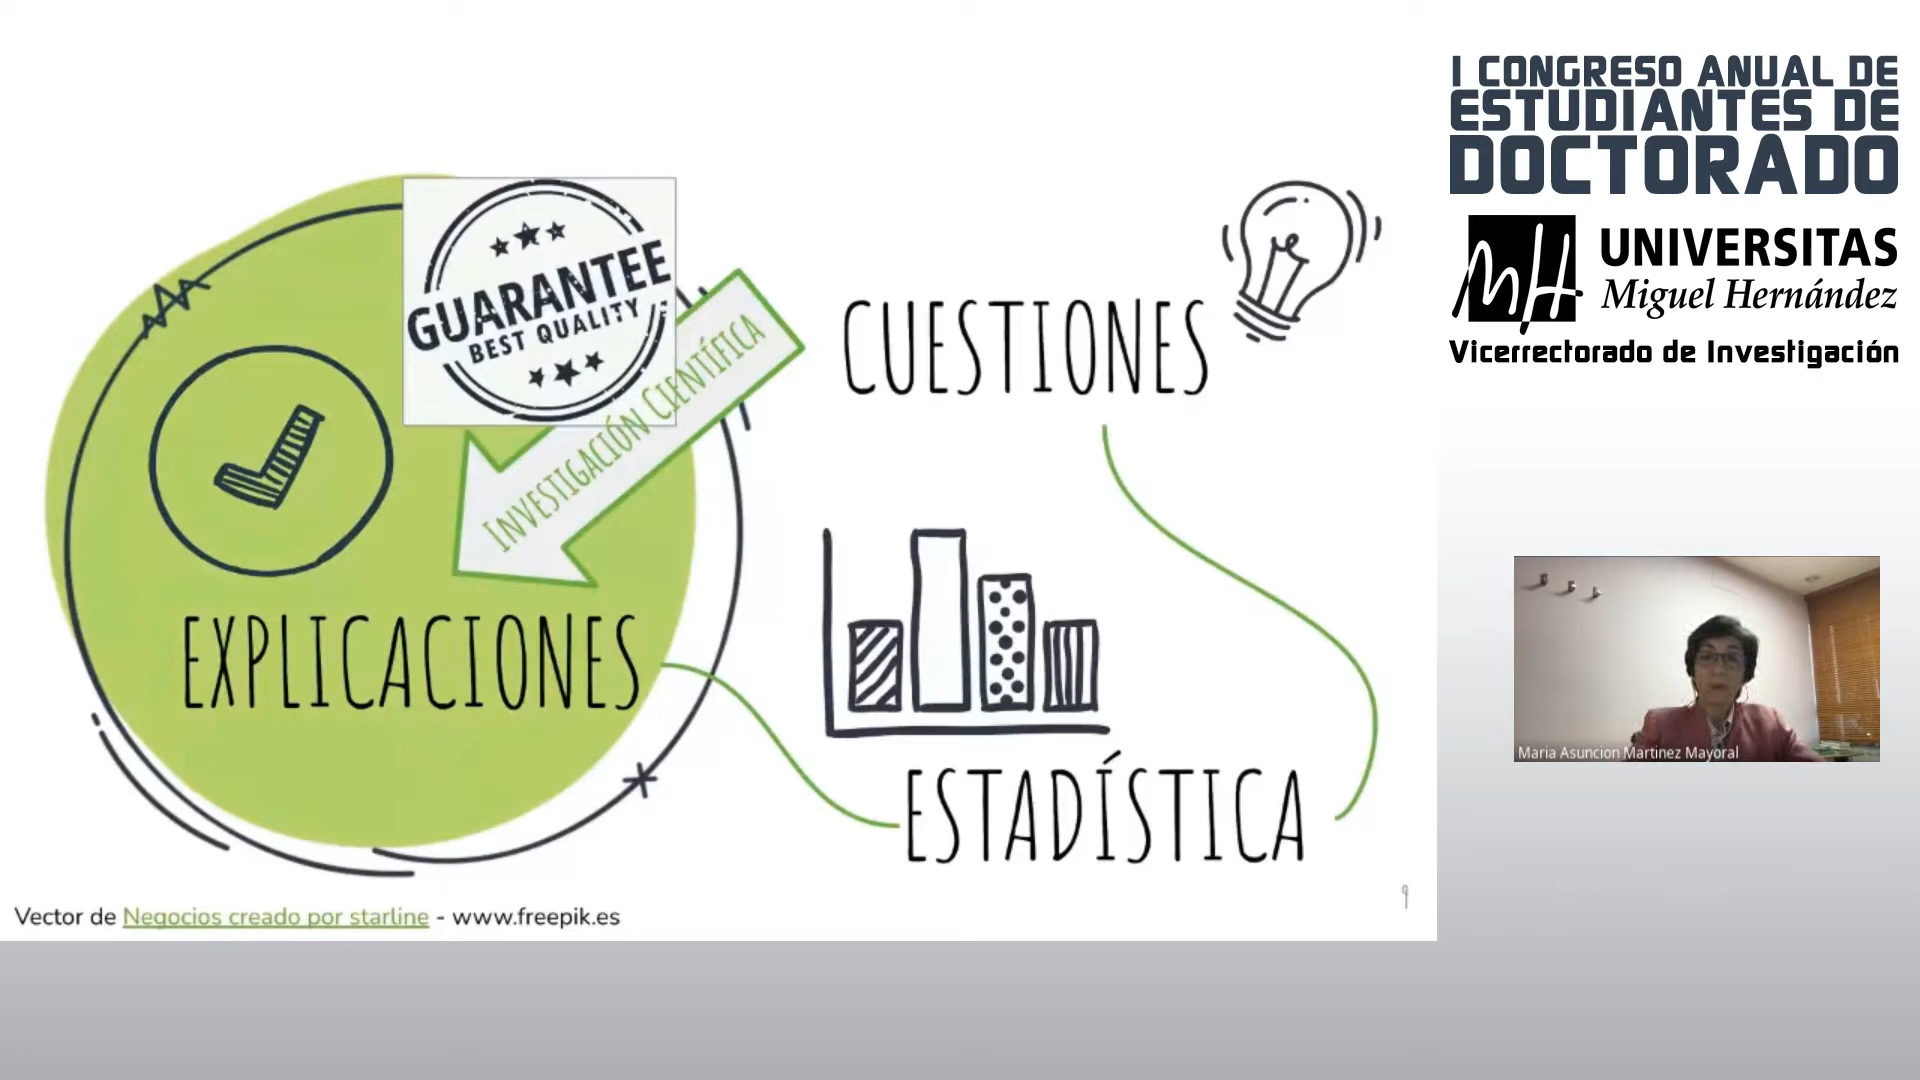 I CONGRESO ANUAL DE
ESTUDIANTES DE
DOCTORADO
UNIVERSITAS
Miguel Hernández
Vicerrectorado de Investigación
GUARANTEE
BEST QUALITY
INVESTIGACIÓN CIENTÍFICA
CUESTIONES
EXPLICACIONES
ESTADÍSTICA
Maria Asuncion Martinez Mayoral
9
Vector de Negocios creado por starline - www.freepik.es